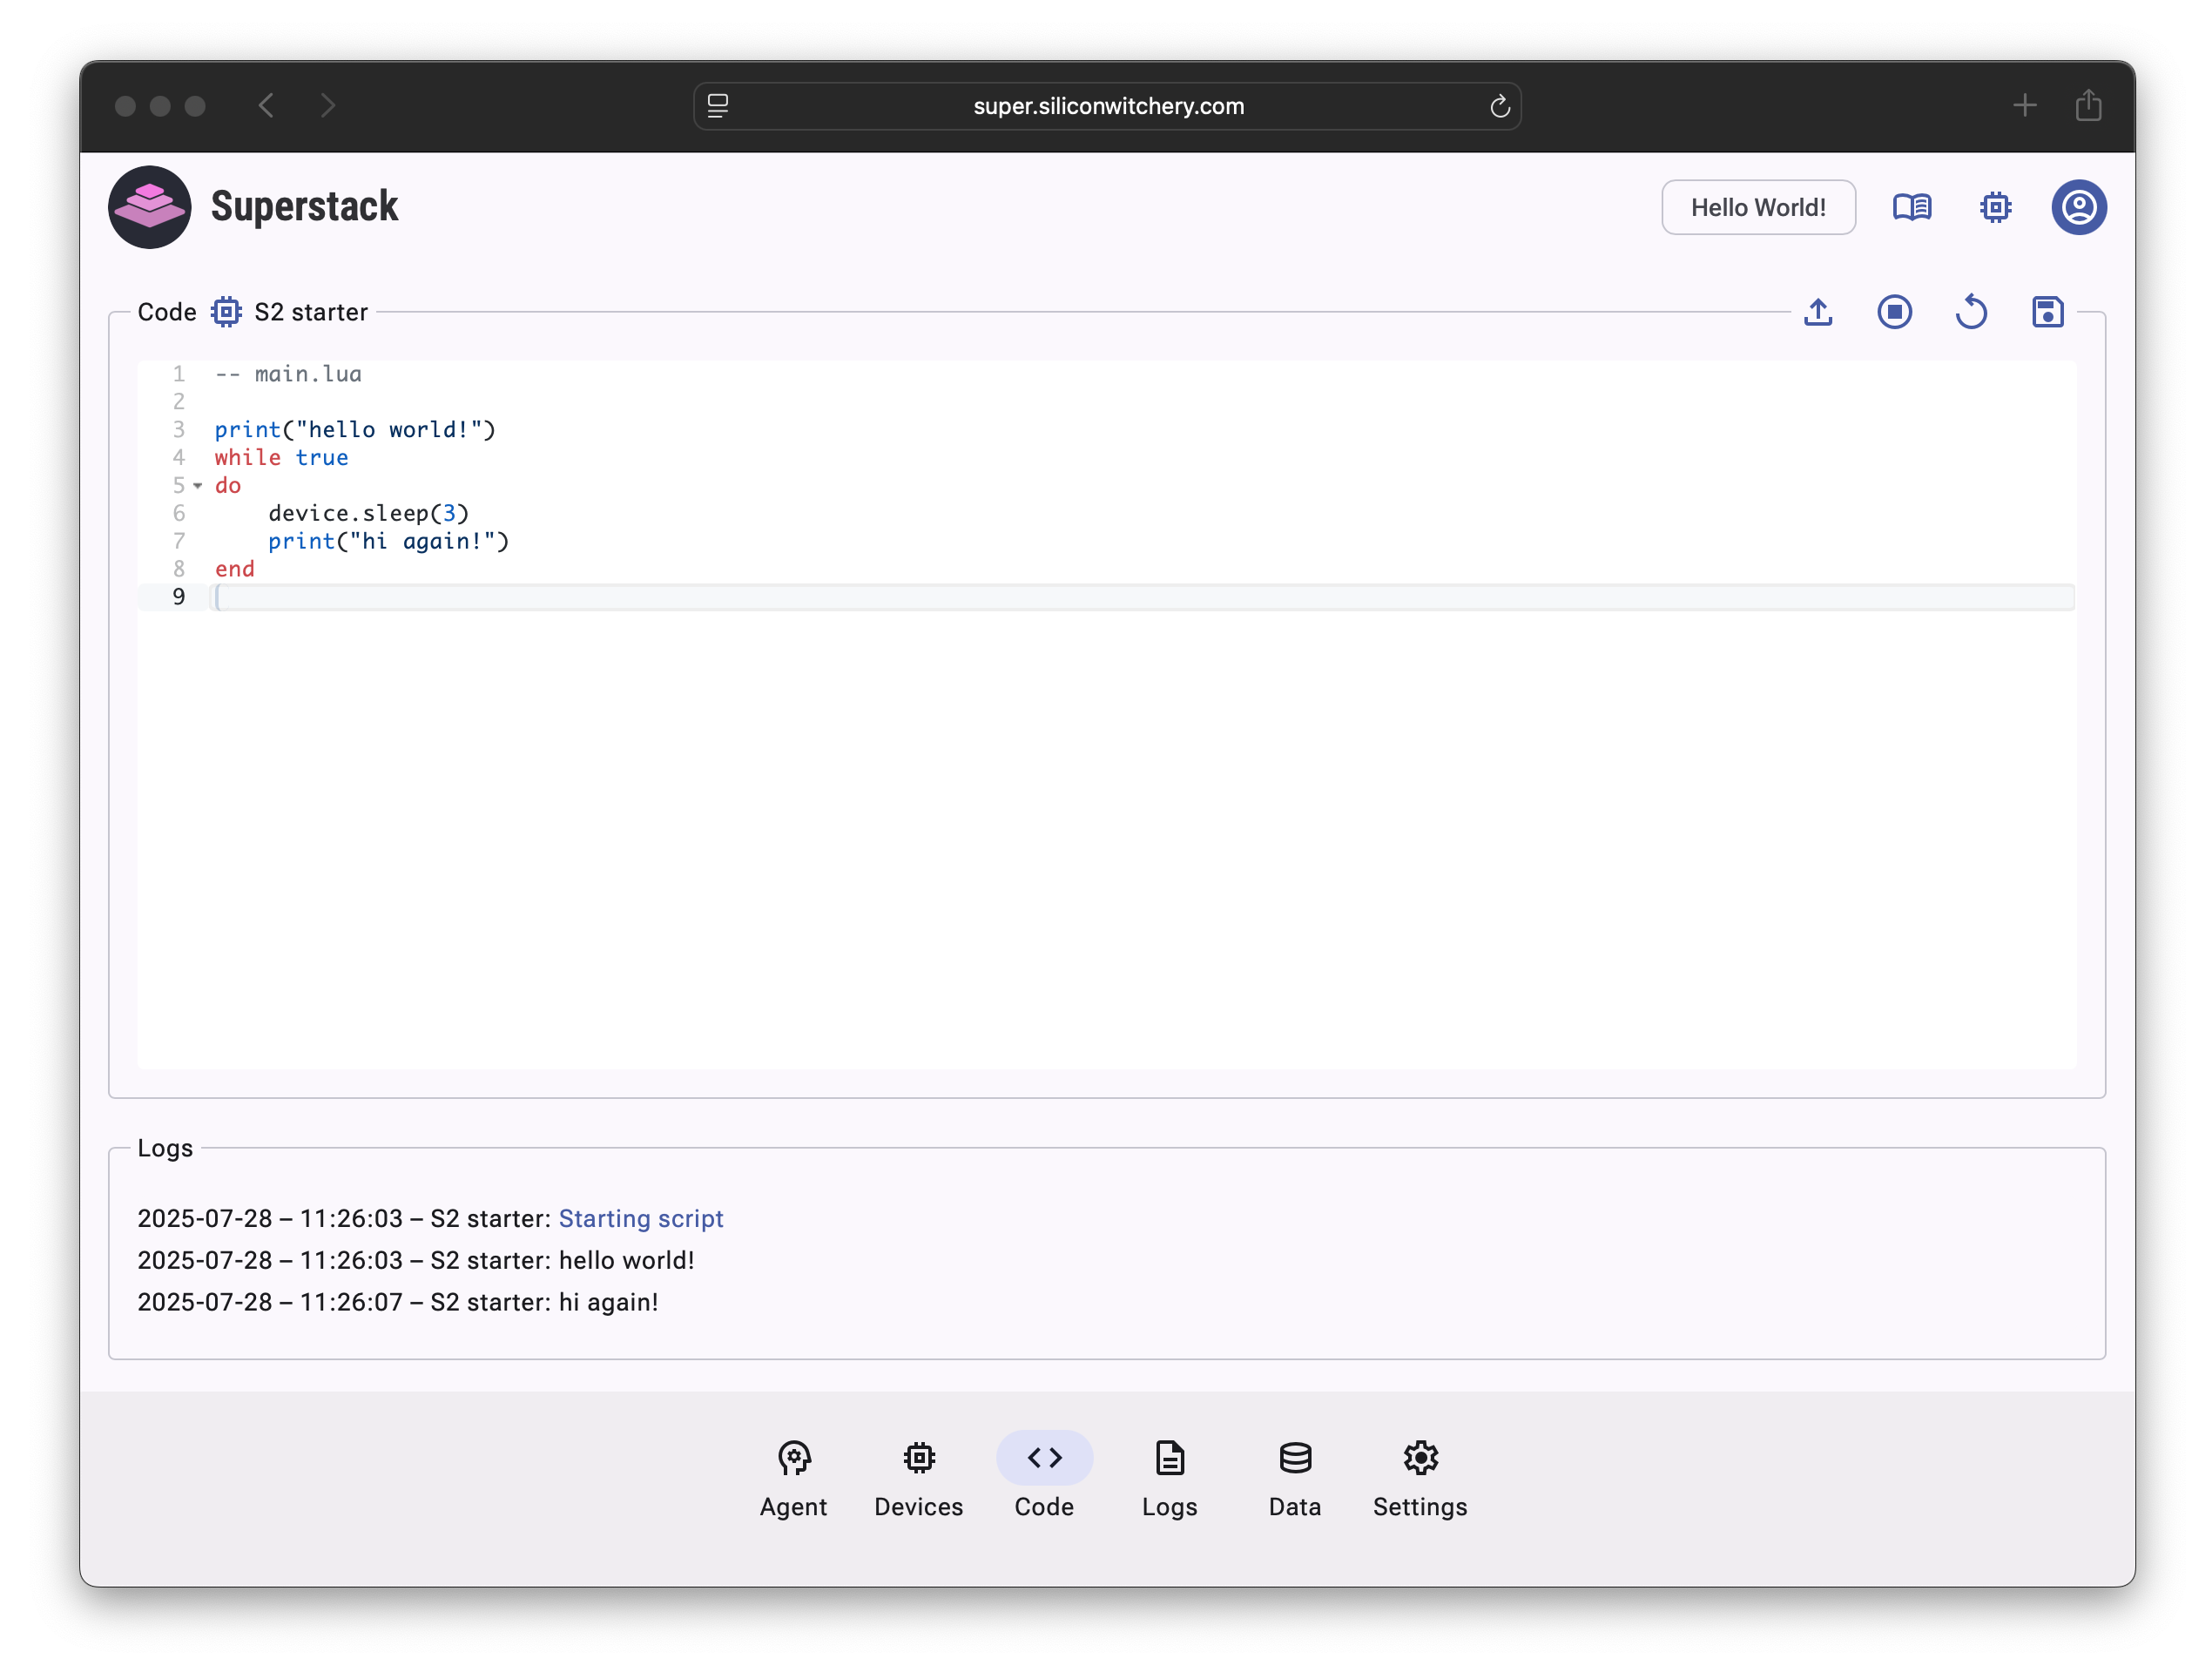 super.siliconwitchery.com
Superstack
Hello World!
Code S2 starter
1 -- main.lua
2
3 print("hello world!")
4 while true
5 do
6     device.sleep(3)
7     print("hi again!")
8 end
9
Logs
2025-07-28 – 11:26:03 – S2 starter: Starting script
2025-07-28 – 11:26:03 – S2 starter: hello world!
2025-07-28 – 11:26:07 – S2 starter: hi again!
Agent Devices Code Logs Data Settings